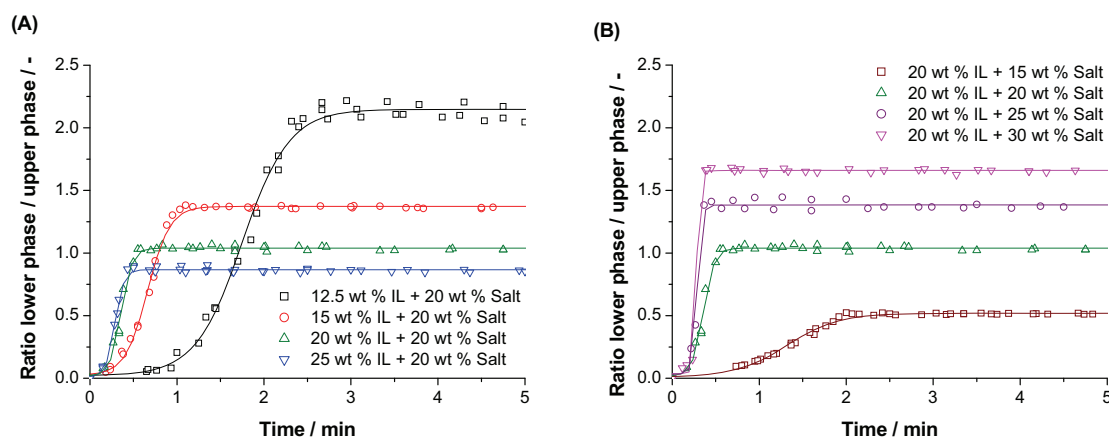 (A)
Ratio lower phase / upper phase / -
2.5
2.0
1.5
1.0
0.5
0.0
12.5 wt % IL + 20 wt % Salt
15 wt % IL + 20 wt % Salt
20 wt % IL + 20 wt % Salt
25 wt % IL + 20 wt % Salt
0 1 2 3 4 5
Time / min
(B)
Ratio lower phase / upper phase / -
2.5
2.0
1.5
1.0
0.5
0.0
20 wt % IL + 15 wt % Salt
20 wt % IL + 20 wt % Salt
20 wt % IL + 25 wt % Salt
20 wt % IL + 30 wt % Salt
0 1 2 3 4 5
Time / min